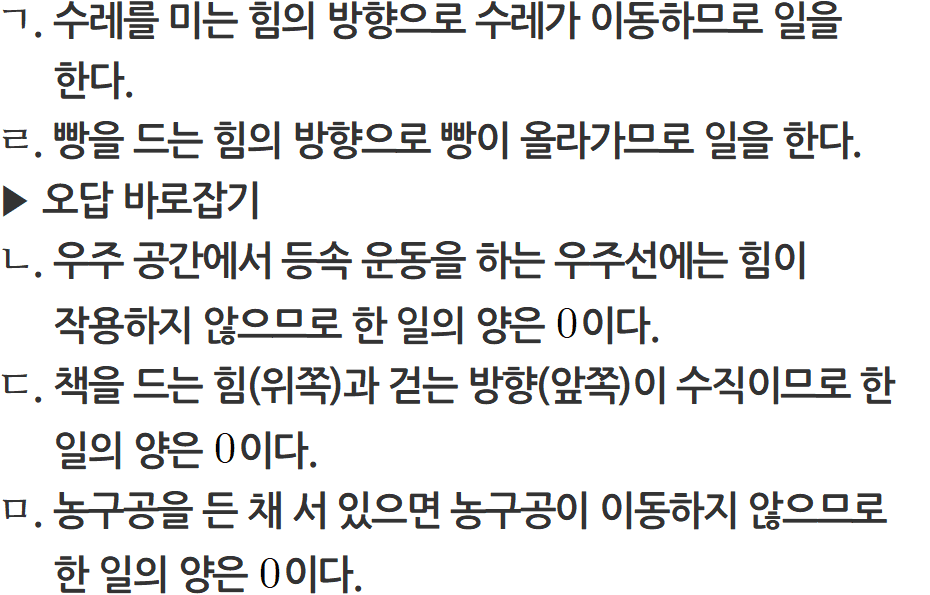 ㄱ. 수레를 미는 힘의 방향으로 수레가 이동하므로 일을
한다.
ㄹ. 빵을 드는 힘의 방향으로 빵이 올라가므로 일을 한다.
▶ 오답 바로잡기
ㄴ. 우주 공간에서 등속 운동을 하는 우주선에는 힘이
작용하지 않으므로 한 일의 양은 0이다.
ㄷ. 책을 드는 힘(위쪽)과 걷는 방향(앞쪽)이 수직이므로 한
일의 양은 0이다.
ㅁ. 농구공을 든 채 서 있으면 농구공이 이동하지 않으므로
한 일의 양은 0이다.